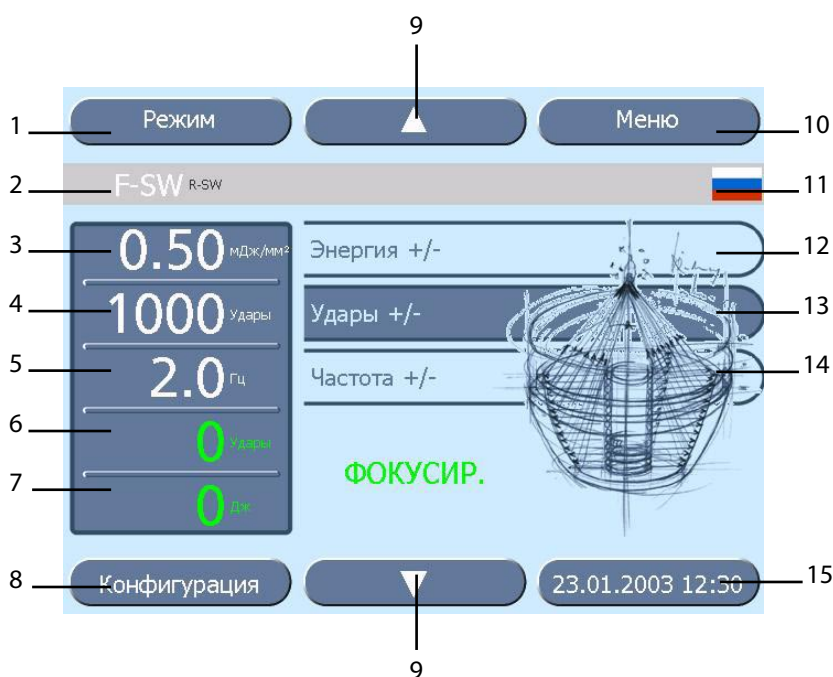 9
1 Режим ▲ Меню 10
2 F-SW R-SW 11
3 0.50 мДж/мм² Энергия +/- 12
4 1000 Удары Удары +/- 13
5 2.0 Гц Частота +/- 14
6 0 Удары
ФОКУСИР.
7 0 Дж
8 Конфигурация ▼ 23.01.2003 12:30 15
9